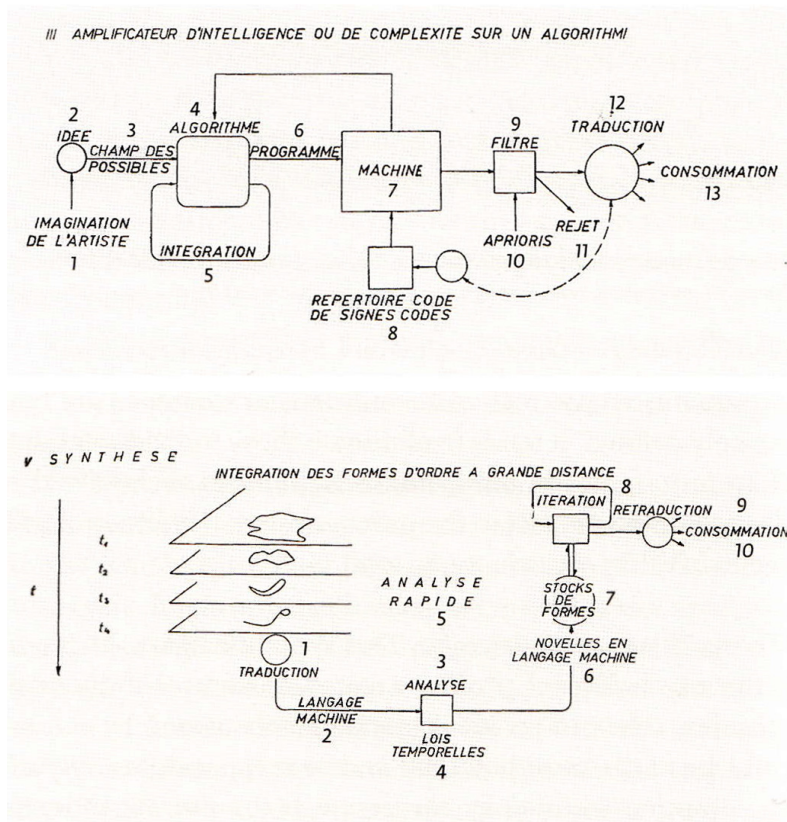 III AMPLIFICATEUR D'INTELLIGENCE OU DE COMPLEXITE SUR UN ALGORITHMI
2
IDEE
3
CHAMP DES
POSSIBLES
4
ALGORITHME
6
PROGRAMME
MACHINE
7
9
FILTRE
12
TRADUCTION
CONSOMMATION
13
IMAGINATION
DE L'ARTISTE
1
INTEGRATION
5
APRIORIS
10
REJET
11
REPERTOIRE CODE
DE SIGNES CODES
8
V SYNTHESE
INTEGRATION DES FORMES D'ORDRE A GRANDE DISTANCE
t
t₁
t₂
t₃
t₄
ANALYSE
RAPIDE
5
ITERATION
8
RETRADUCTION
9
CONSOMMATION
10
STOCKS
DE
FORMES
7
1
TRADUCTION
LANGAGE
MACHINE
2
3
ANALYSE
LOIS
TEMPORELLES
4
NOVELLES EN
LANGAGE MACHINE
6